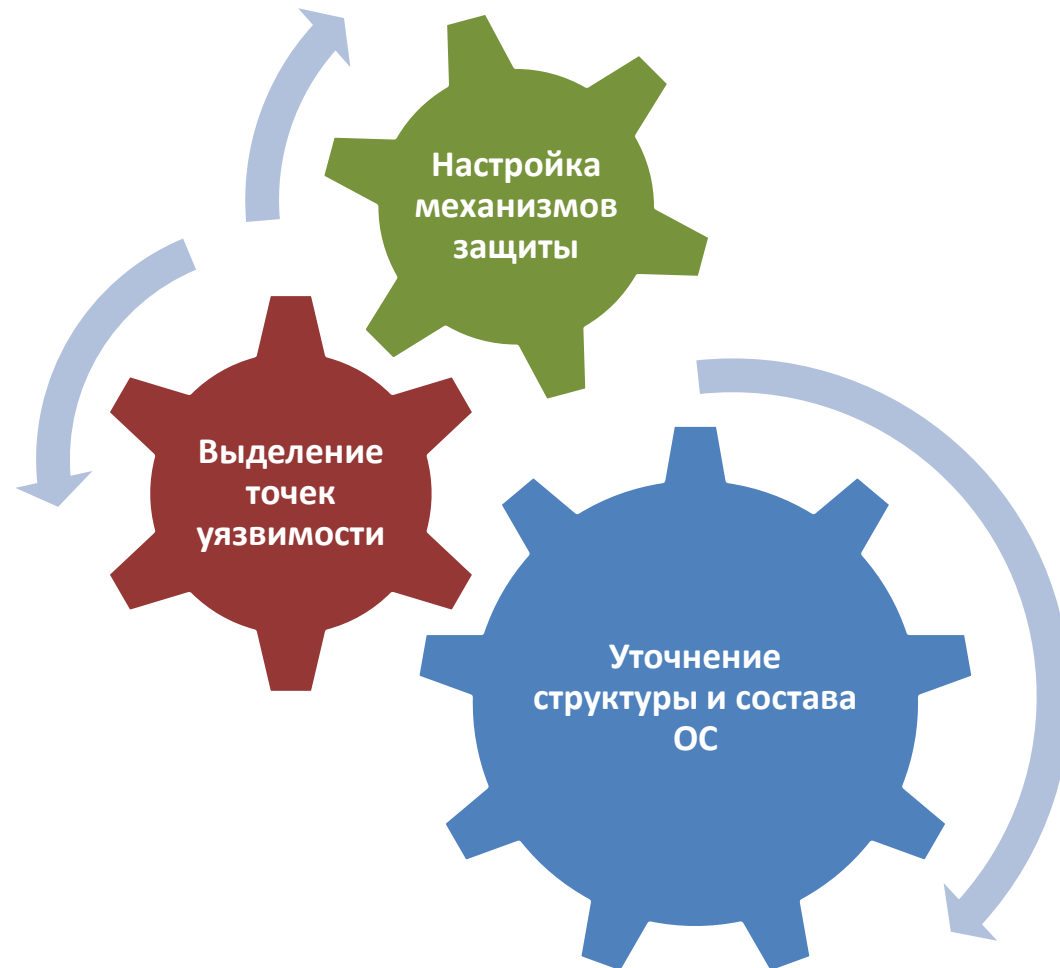 Настройка
механизмов
защиты
Выделение
точек
уязвимости
Уточнение
структуры и состава
ОС